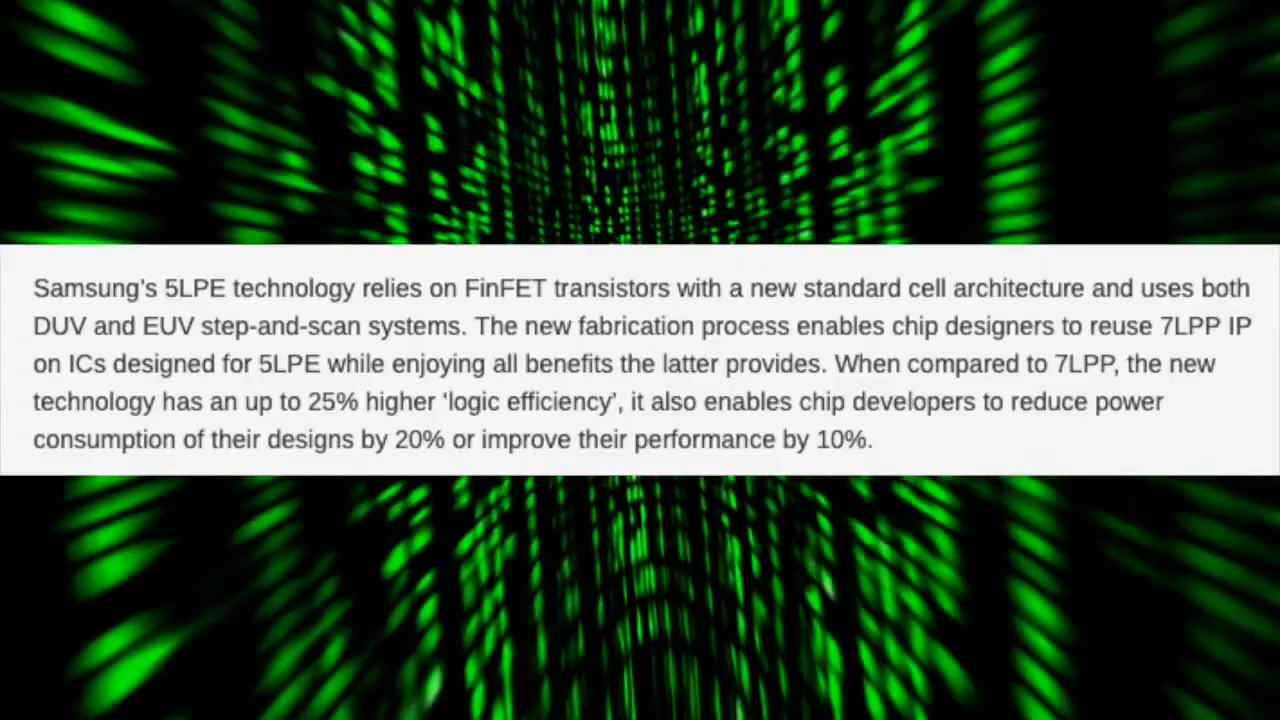 Samsung's 5LPE technology relies on FinFET transistors with a new standard cell architecture and uses both
DUV and EUV step-and-scan systems. The new fabrication process enables chip designers to reuse 7LPP IP
on ICs designed for 5LPE while enjoying all benefits the latter provides. When compared to 7LPP, the new
technology has an up to 25% higher ‘logic efficiency’, it also enables chip developers to reduce power
consumption of their designs by 20% or improve their performance by 10%.